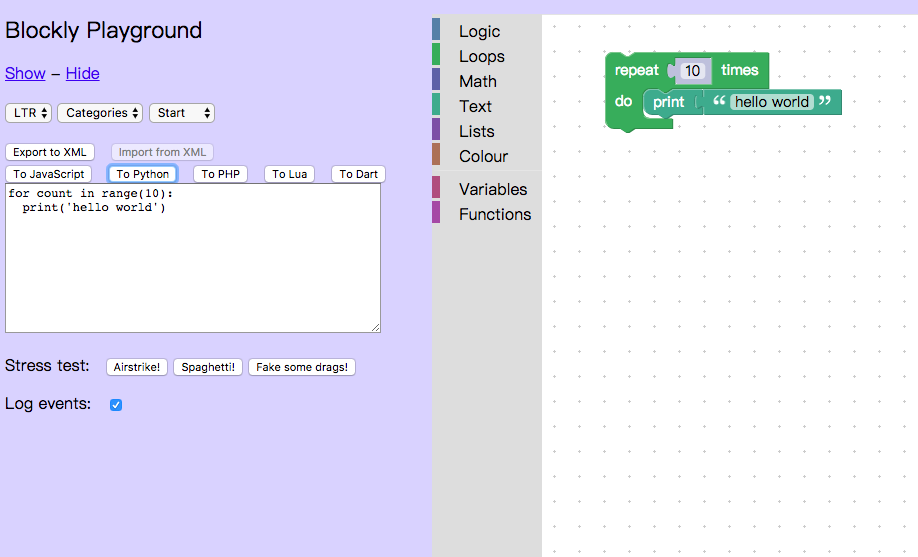 Blockly Playground
Show – Hide
LTR Categories Start
Export to XML Import from XML
To JavaScript To Python To PHP To Lua To Dart
for count in range(10):
  print('hello world')
Stress test: Airstrike! Spaghetti! Fake some drags!
Log events:
Logic
Loops
Math
Text
Lists
Colour
Variables
Functions
repeat 10 times
do print “ hello world ”